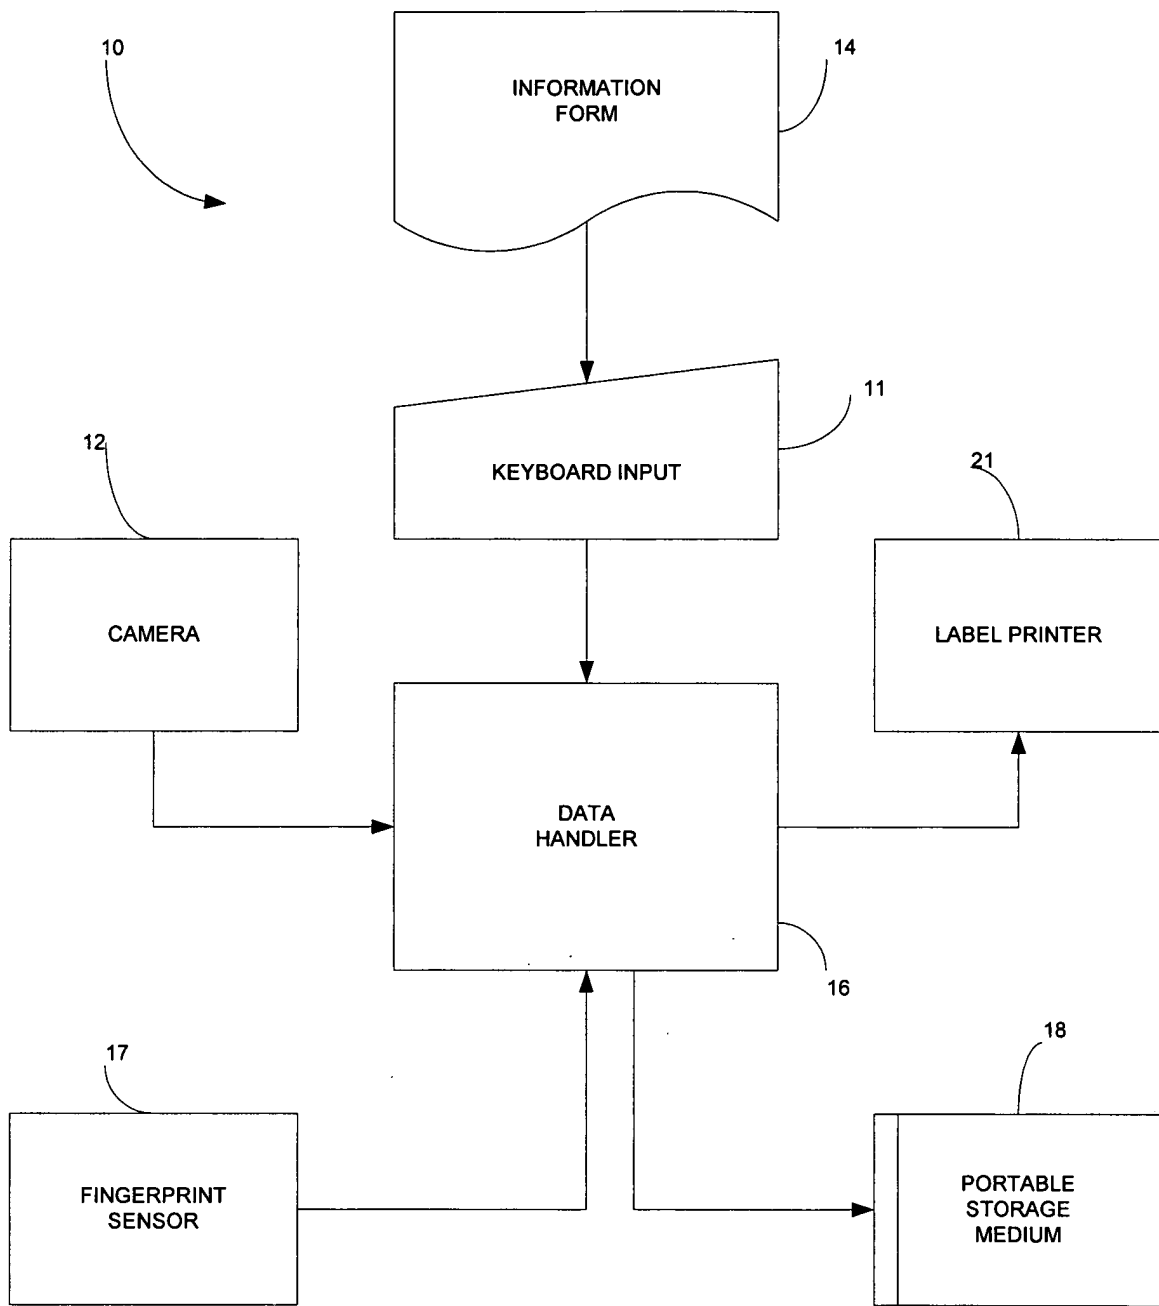 10
14
INFORMATION
FORM
11
KEYBOARD INPUT
12
21
CAMERA
LABEL PRINTER
DATA
HANDLER
16
17
18
FINGERPRINT
SENSOR
PORTABLE
STORAGE
MEDIUM